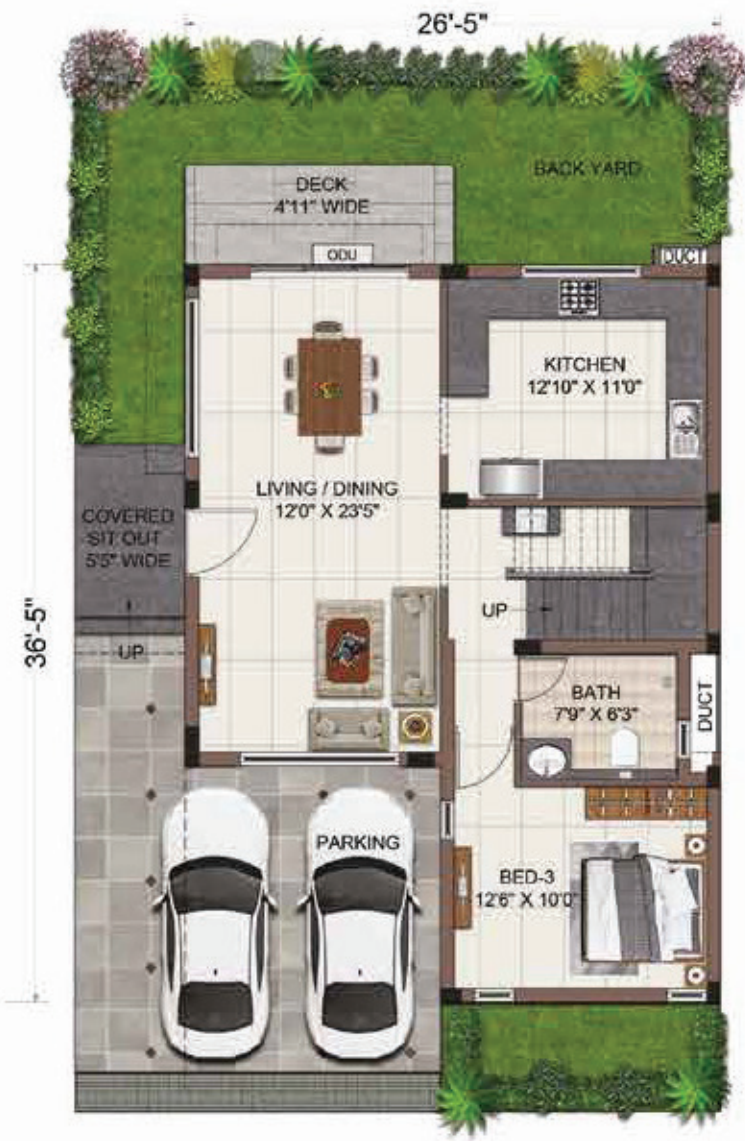 26'-5"
BACK YARD
DECK
4'11" WIDE
ODU
DUCT
KITCHEN
12'10" X 11'0"
LIVING / DINING
12'0" X 23'5"
COVERED
SIT OUT
5'5" WIDE
36'-5"
UP
UP
BATH
7'9" X 6'3"
DUCT
PARKING
BED-3
12'6" X 10'0"